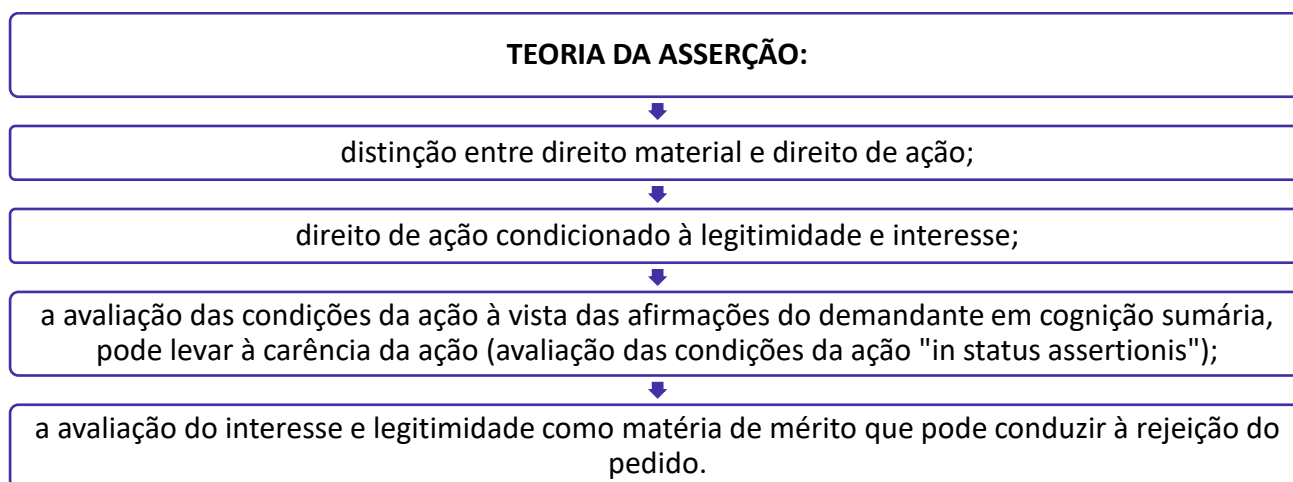 TEORIA DA ASSERÇÃO:
distinção entre direito material e direito de ação;
direito de ação condicionado à legitimidade e interesse;
a avaliação das condições da ação à vista das afirmações do demandante em cognição sumária,
pode levar à carência da ação (avaliação das condições da ação "in status assertionis");
a avaliação do interesse e legitimidade como matéria de mérito que pode conduzir à rejeição do
pedido.